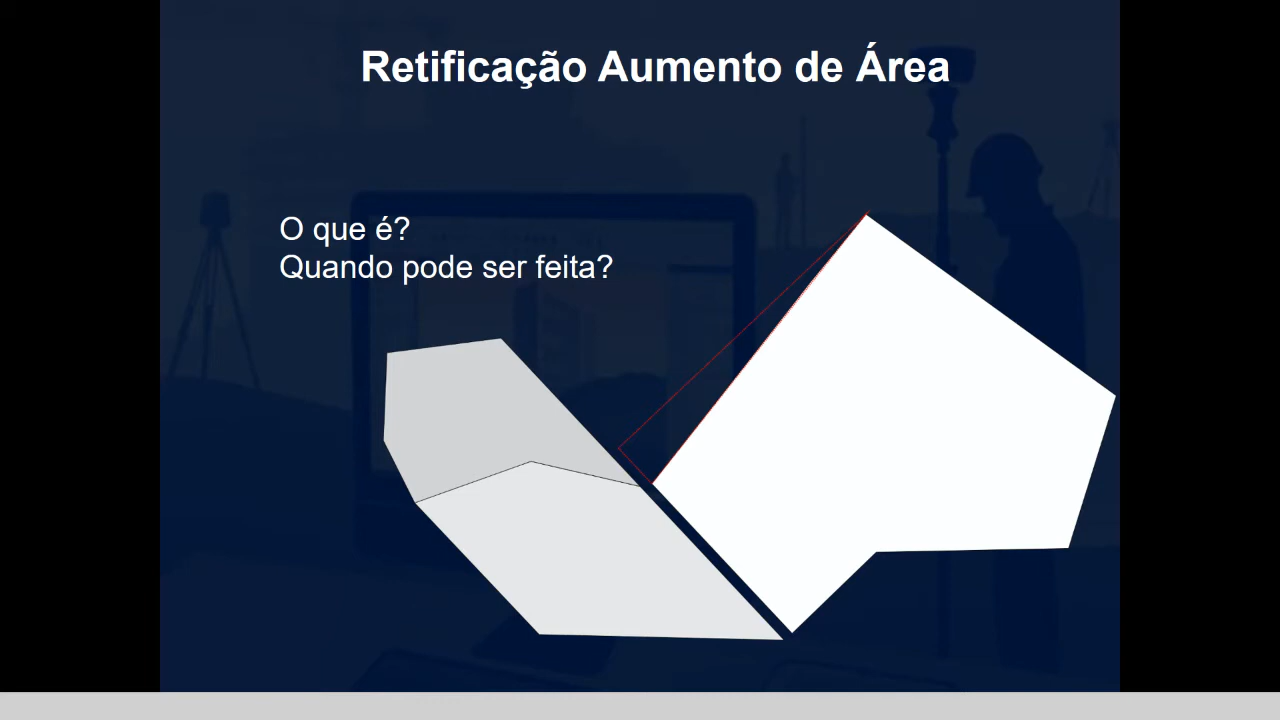 Retificação Aumento de Área
O que é?
Quando pode ser feita?